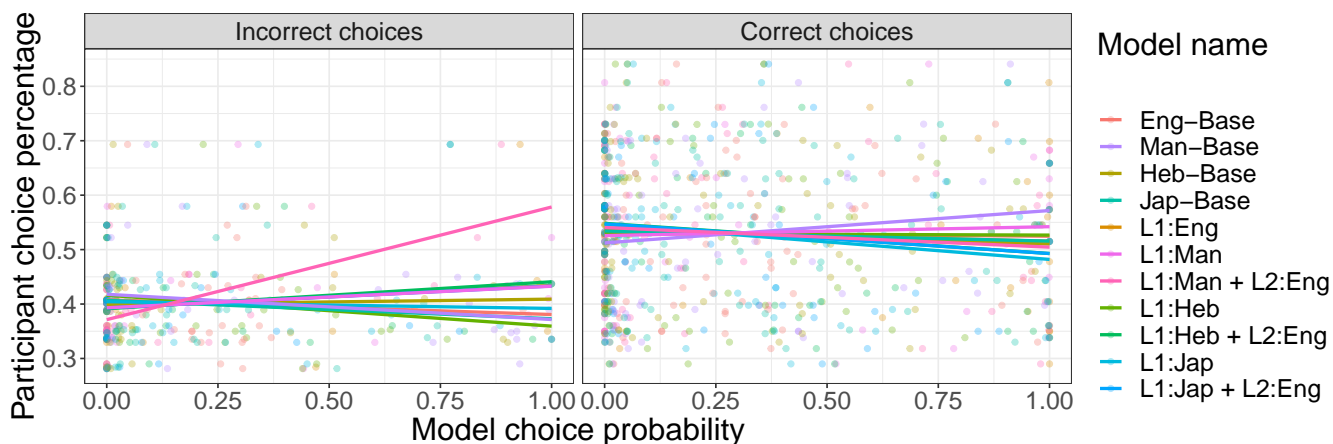 Incorrect choices
Correct choices
Participant choice percentage
0.8
0.7
0.6
0.5
0.4
0.3
0.00
0.25
0.50
0.75
1.00
0.00
0.25
0.50
0.75
1.00
Model choice probability
Model name
Eng−Base
Man−Base
Heb−Base
Jap−Base
L1:Eng
L1:Man
L1:Man + L2:Eng
L1:Heb
L1:Heb + L2:Eng
L1:Jap
L1:Jap + L2:Eng